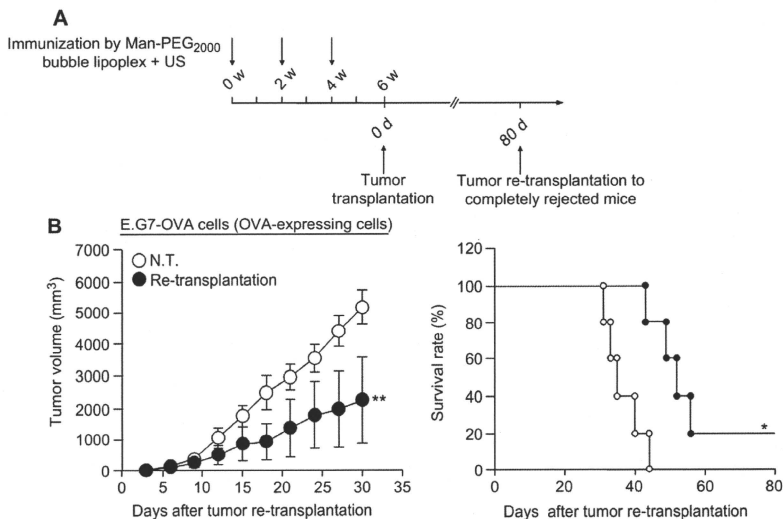 A
Immunization by Man-PEG2000
bubble lipoplex + US
0 w
2 w
4 w
6 w
0 d
80 d
Tumor
transplantation
Tumor re-transplantation to
completely rejected mice
B
E.G7-OVA cells (OVA-expressing cells)
7000
6000
5000
4000
3000
2000
1000
0
Tumor volume (mm3)
N.T.
Re-transplantation
**
0 5 10 15 20 25 30 35
Days after tumor re-transplantation
120
100
80
60
40
20
0
Survival rate (%)
*
0 20 40 60 80
Days after tumor re-transplantation